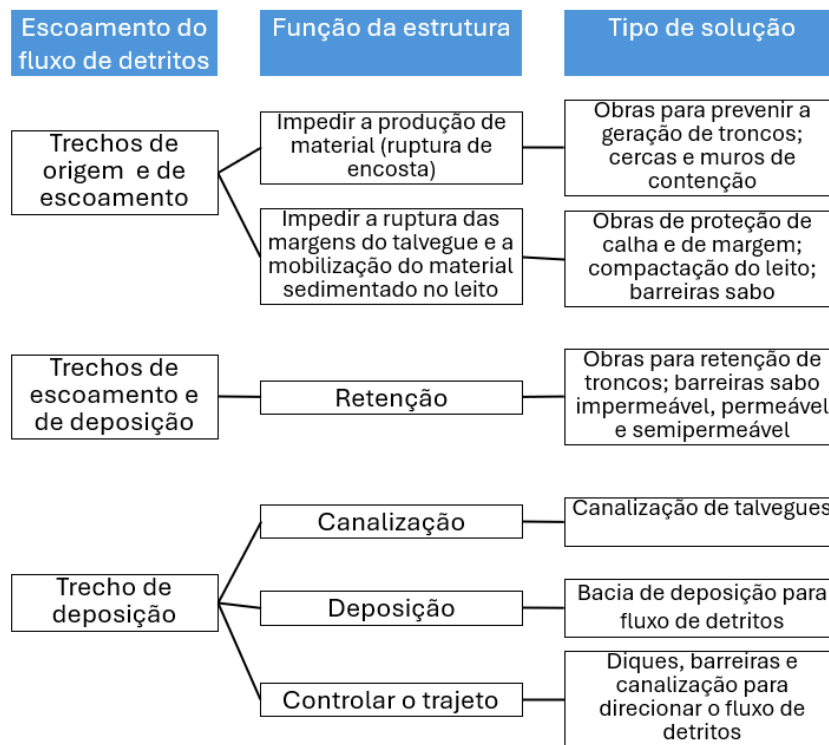 Escoamento do
fluxo de detritos
Função da estrutura
Tipo de solução
Trechos de
origem e de
escoamento
Impedir a produção de
material (ruptura de
encosta)
Obras para prevenir a
geração de troncos;
cercas e muros de
contenção
Impedir a ruptura das
margens do talvegue e a
mobilização do material
sedimentado no leito
Obras de proteção de
calha e de margem;
compactação do leito;
barreiras sabo
Trechos de
escoamento e
de deposição
Retenção
Obras para retenção de
troncos; barreiras sabo
impermeável, permeável
e semipermeável
Trecho de
deposição
Canalização
Canalização de talvegues
Deposição
Bacia de deposição para
fluxo de detritos
Controlar o trajeto
Diques, barreiras e
canalização para
direcionar o fluxo de
detritos